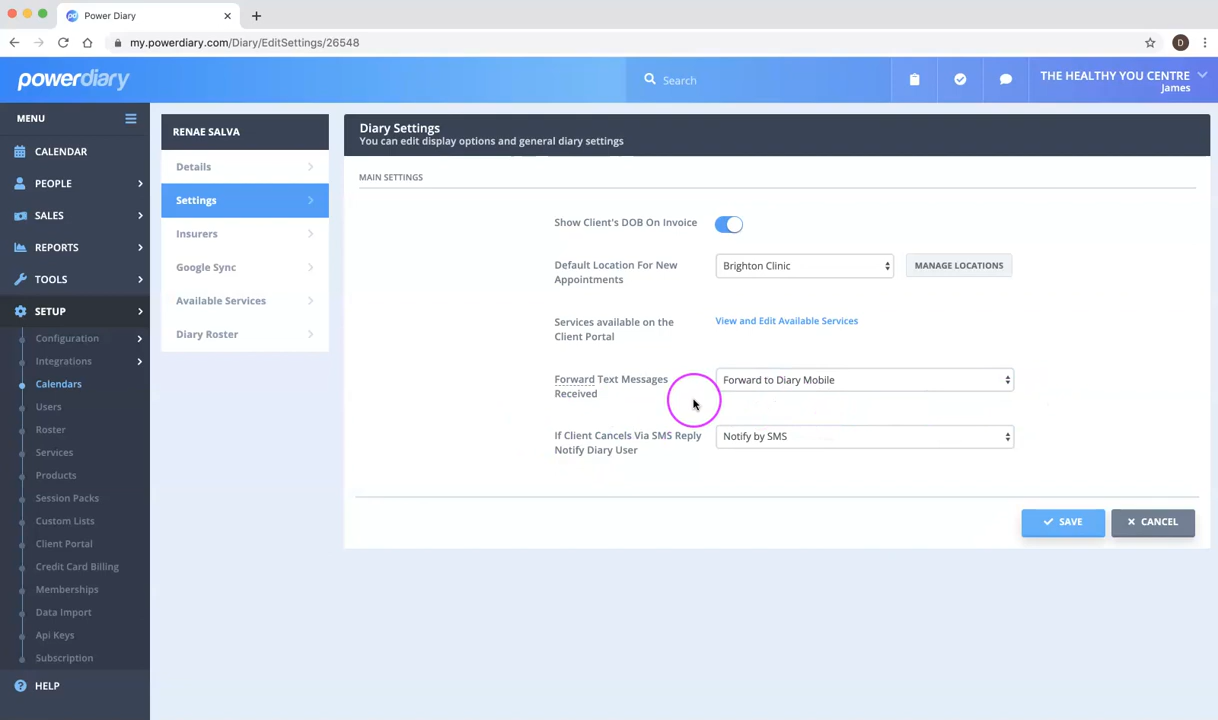 Power Diary
my.powerdiary.com/Diary/EditSettings/26548
D
powerdiary
Search
THE HEALTHY YOU CENTRE
James
MENU
CALENDAR
PEOPLE
SALES
REPORTS
TOOLS
SETUP
Configuration
Integrations
Calendars
Users
Roster
Services
Products
Session Packs
Custom Lists
Client Portal
Credit Card Billing
Memberships
Data Import
Api Keys
Subscription
HELP
RENAE SALVA
Details
Settings
Insurers
Google Sync
Available Services
Diary Roster
Diary Settings
You can edit display options and general diary settings
MAIN SETTINGS
Show Client's DOB On Invoice
Default Location For New
Appointments
Brighton Clinic
MANAGE LOCATIONS
Services available on the
Client Portal
View and Edit Available Services
Forward Text Messages
Received
Forward to Diary Mobile
If Client Cancels Via SMS Reply
Notify Diary User
Notify by SMS
SAVE
CANCEL